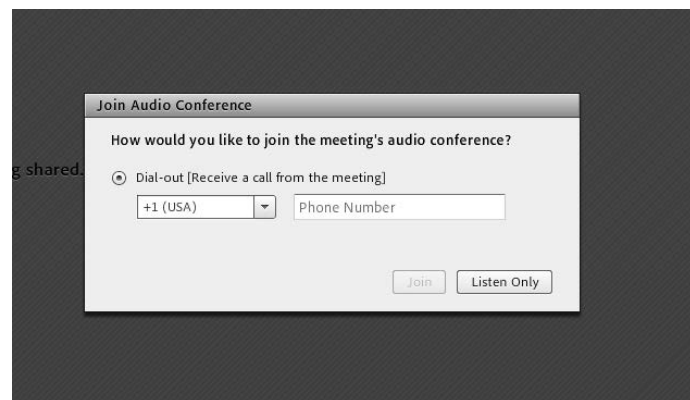 Join Audio Conference
How would you like to join the meeting's audio conference?
g shared.
Dial-out [Receive a call from the meeting]
+1 (USA)
Phone Number
Join
Listen Only